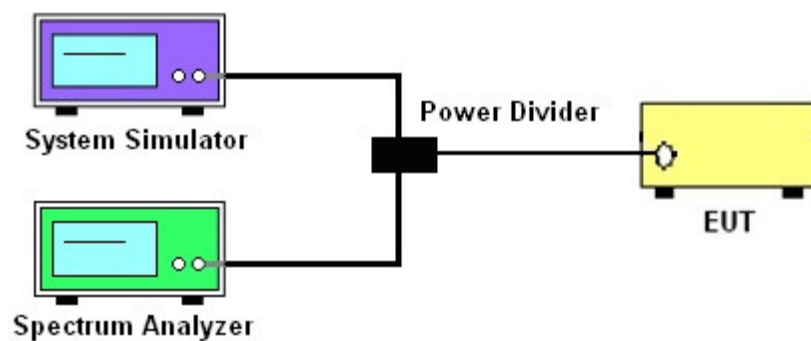 System Simulator
Power Divider
EUT
Spectrum Analyzer